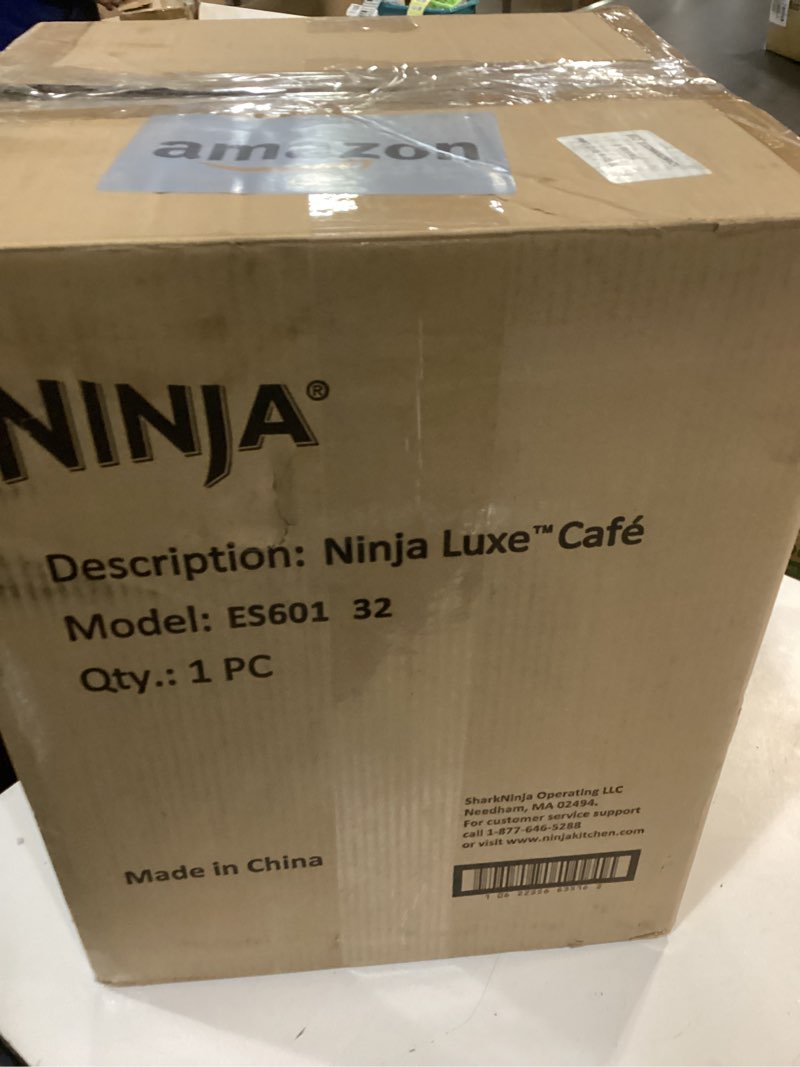 amazon
NINJA®
Description: Ninja Luxe™ Café
Model: ES601 32
Qty.: 1 PC
SharkNinja Operating LLC
Needham, MA 02494.
For customer service support
call 1-877-646-5288
or visit www.ninjakitchen.com
Made in China